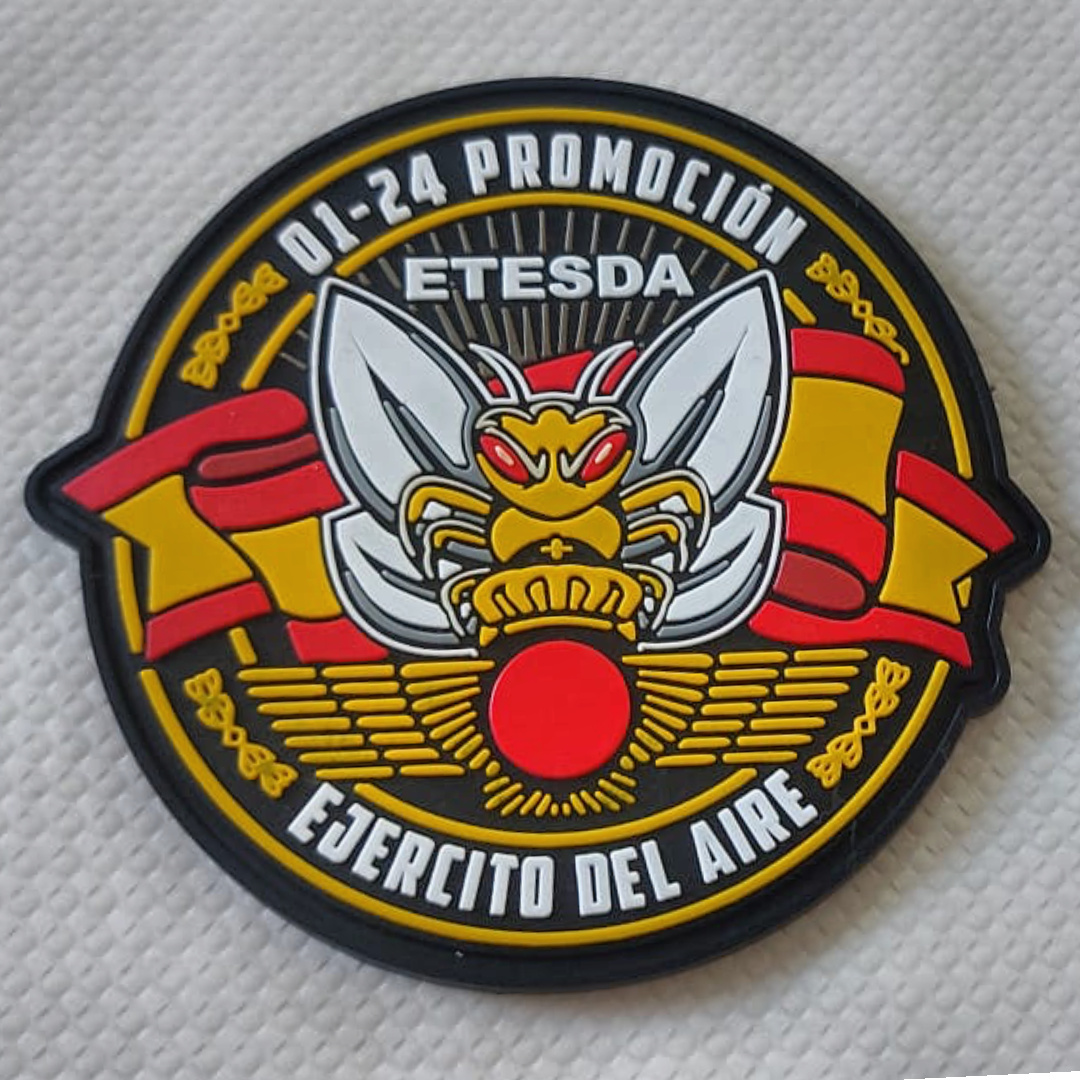 01-24 PROMOCIÓN
ETESDA
EJERCITO DEL AIRE